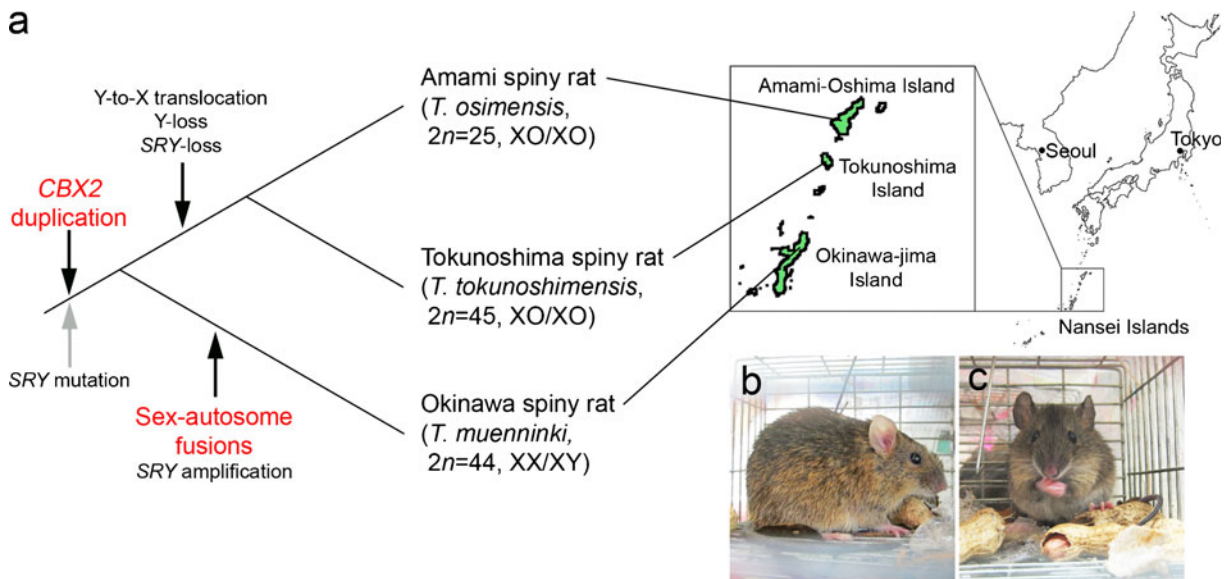 a
Y-to-X translocation
Y-loss
SRY-loss
CBX2
duplication
SRY mutation
Sex-autosome
fusions
SRY amplification
Amami spiny rat
(T. osimensis,
2n=25, XO/XO)
Tokunoshima spiny rat
(T. tokunoshimensis,
2n=45, XO/XO)
Okinawa spiny rat
(T. muenninki,
2n=44, XX/XY)
Amami-Oshima Island
Tokunoshima
Island
Okinawa-jima
Island
Seoul
Tokyo
Nansei Islands
b
c